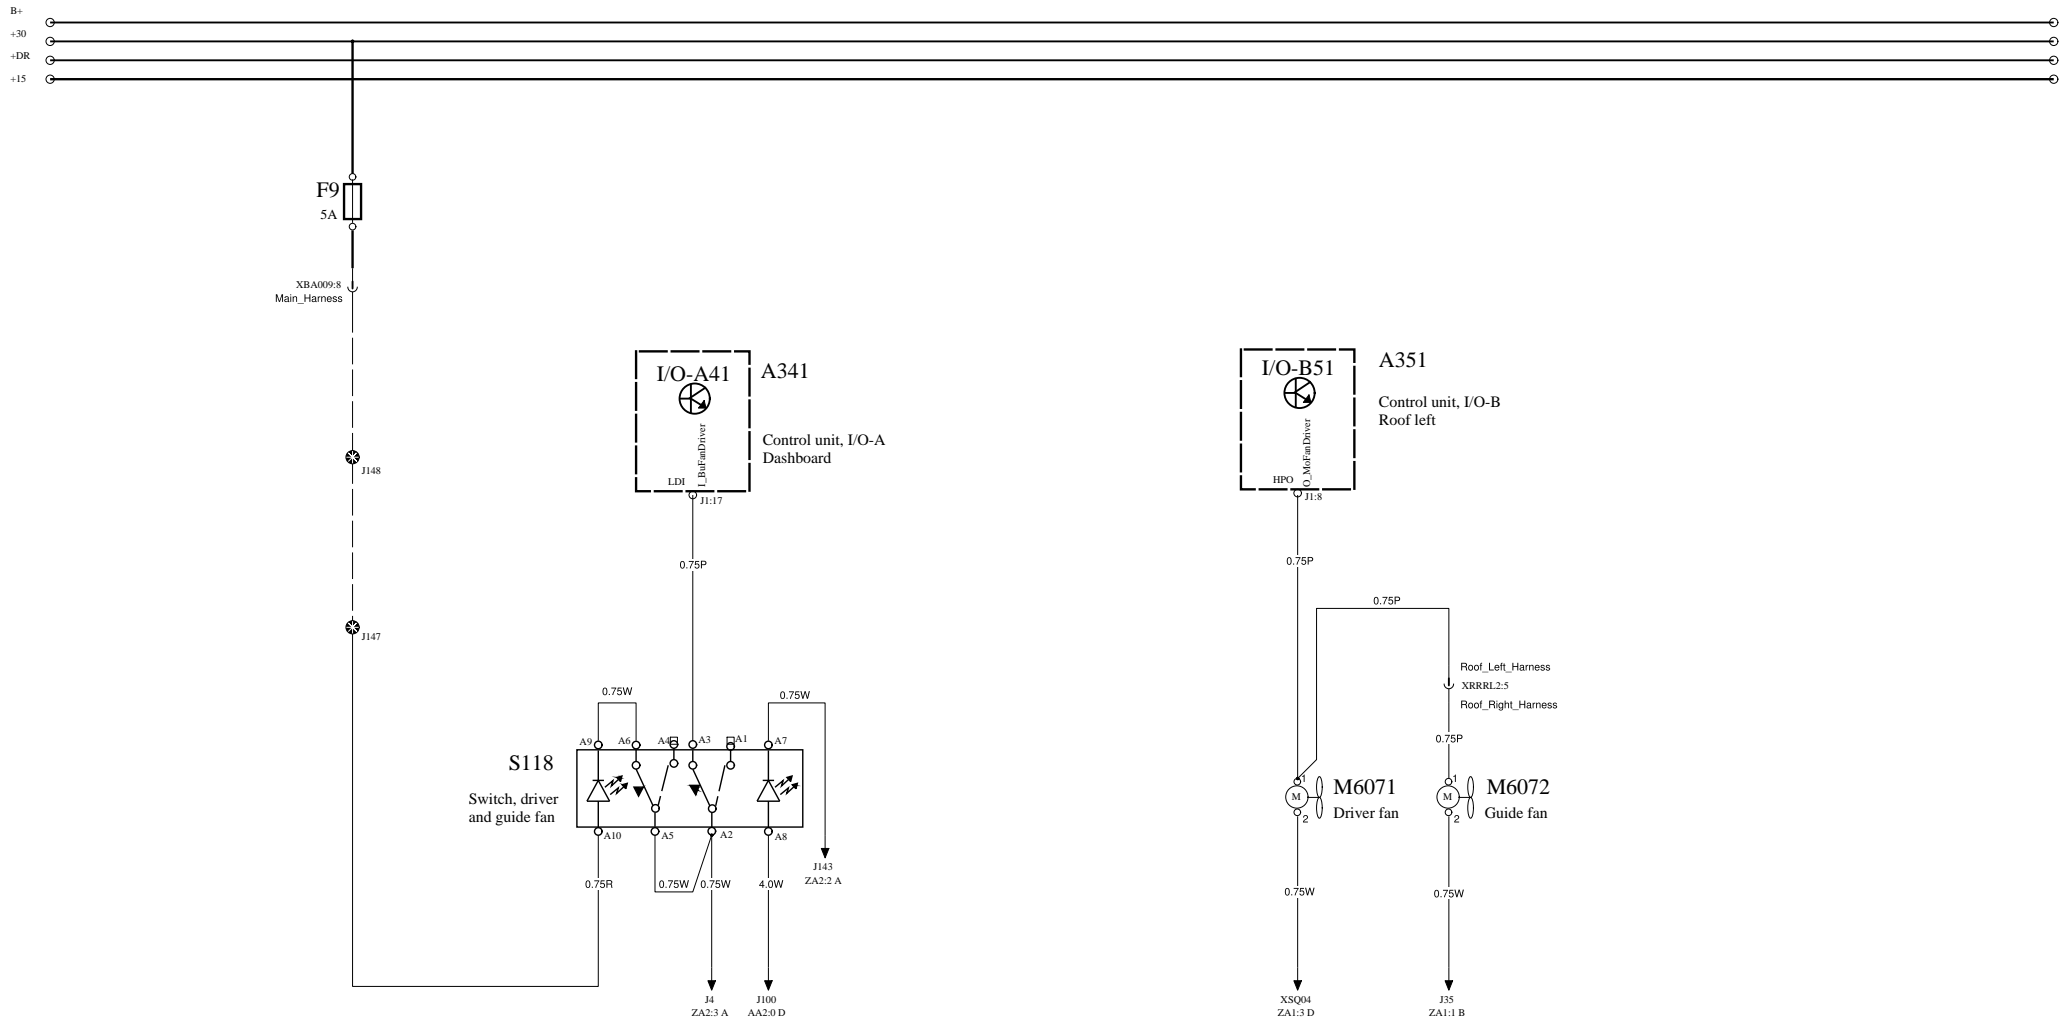 B+
+30
+DR
+15
F9
5A
XBA009:8
Main_Harness
J148
J147
I/O-A41
A341
Control unit, I/O-A
Dashboard
I_BuFanDriver
LDI
J1:17
0.75P
I/O-B51
A351
Control unit, I/O-B
Roof left
O_MoFanDriver
HPO
J1:8
0.75P
0.75P
Roof_Left_Harness
XRRRL2:5
Roof_Right_Harness
0.75P
0.75W
0.75W
A9
A6
A4
A3
A1
A7
S118
Switch, driver
and guide fan
A10
A5
A2
A8
0.75R
0.75W
0.75W
4.0W
J143
ZA2:2 A
J4
ZA2:3 A
J100
AA2:0 D
1
M
2
M6071
Driver fan
1
M
2
M6072
Guide fan
0.75W
0.75W
XSQ04
ZA1:3 D
J35
ZA1:1 B